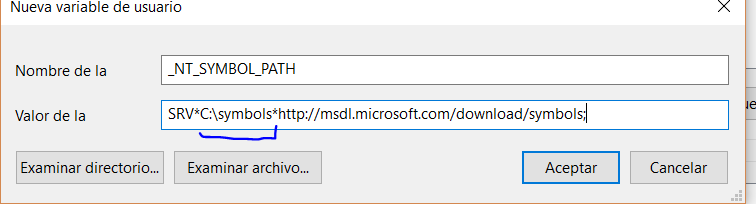 Nueva variable de usuario
Nombre de la
_NT_SYMBOL_PATH
Valor de la
SRV*C:\symbols*http://msdl.microsoft.com/download/symbols;
Examinar directorio...
Examinar archivo...
Aceptar
Cancelar
ue